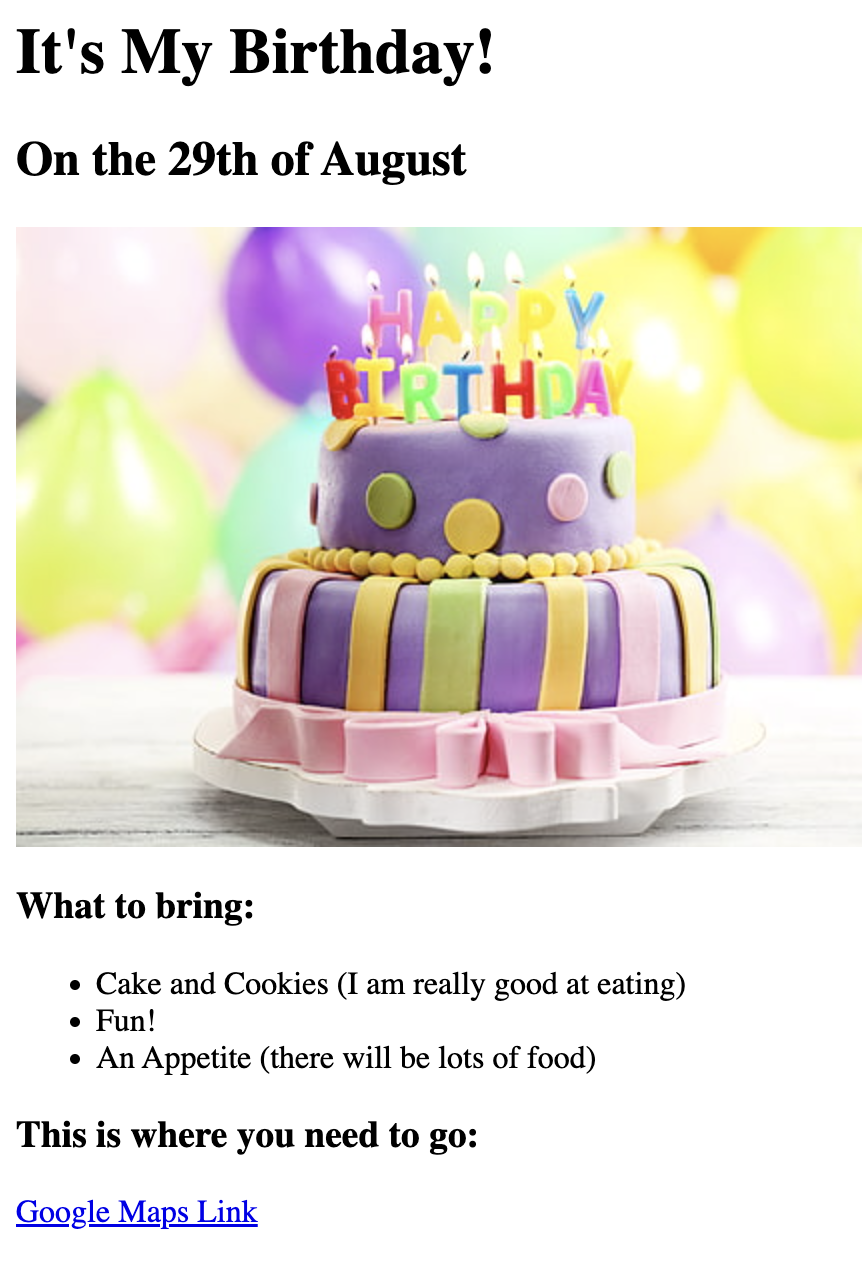 It's My Birthday!
On the 29th of August
HAPPY
BIRTHDAY
What to bring:
Cake and Cookies (I am really good at eating)
Fun!
An Appetite (there will be lots of food)
This is where you need to go:
Google Maps Link